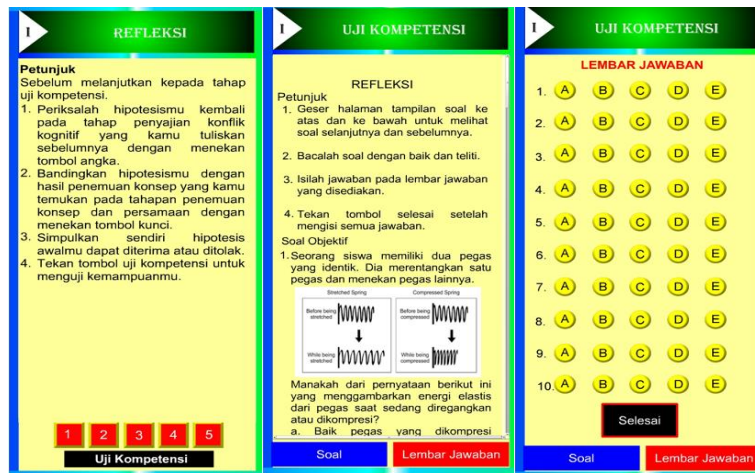 I
REFLEKSI
Petunjuk
Sebelum melanjutkan kepada tahap
uji kompetensi.
1. Periksalah hipotesismu kembali
pada tahap penyajian konflik
kognitif yang kamu tuliskan
sebelumnya dengan menekan
tombol angka.
2. Bandingkan hipotesismu dengan
hasil penemuan konsep yang kamu
temukan pada tahapan penemuan
konsep dan persamaan dengan
menekan tombol kunci.
3. Simpulkan sendiri hipotesis
awalmu dapat diterima atau ditolak.
4. Tekan tombol uji kompetensi untuk
menguji kemampuanmu.
1 2 3 4 5
Uji Kompetensi
I
UJI KOMPETENSI
REFLEKSI
Petunjuk
1. Geser halaman tampilan soal ke
atas dan ke bawah untuk melihat
soal selanjutnya dan sebelumnya.
2. Bacalah soal dengan baik dan teliti.
3. Isilah jawaban pada lembar jawaban
yang disediakan.
4. Tekan tombol selesai setelah
mengisi semua jawaban.
Soal Objektif
1. Seorang siswa memiliki dua pegas
yang identik. Dia merentangkan satu
pegas dan menekan pegas lainnya.
Stretched Spring
Before being
stretched
While being
stretched
Compressed Spring
Before being
compressed
While being
compressed
Manakah dari pernyataan berikut ini
yang menggambarkan energi elastis
dari pegas saat sedang diregangkan
atau dikompresi?
a. Baik pegas yang dikompresi
Soal
Lembar Jawaban
I
UJI KOMPETENSI
LEMBAR JAWABAN
1. A B C D E
2. A B C D E
3. A B C D E
4. A B C D E
5. A B C D E
6. A B C D E
7. A B C D E
8. A B C D E
9. A B C D E
10. A B C D E
Selesai
Soal
Lembar Jawaban